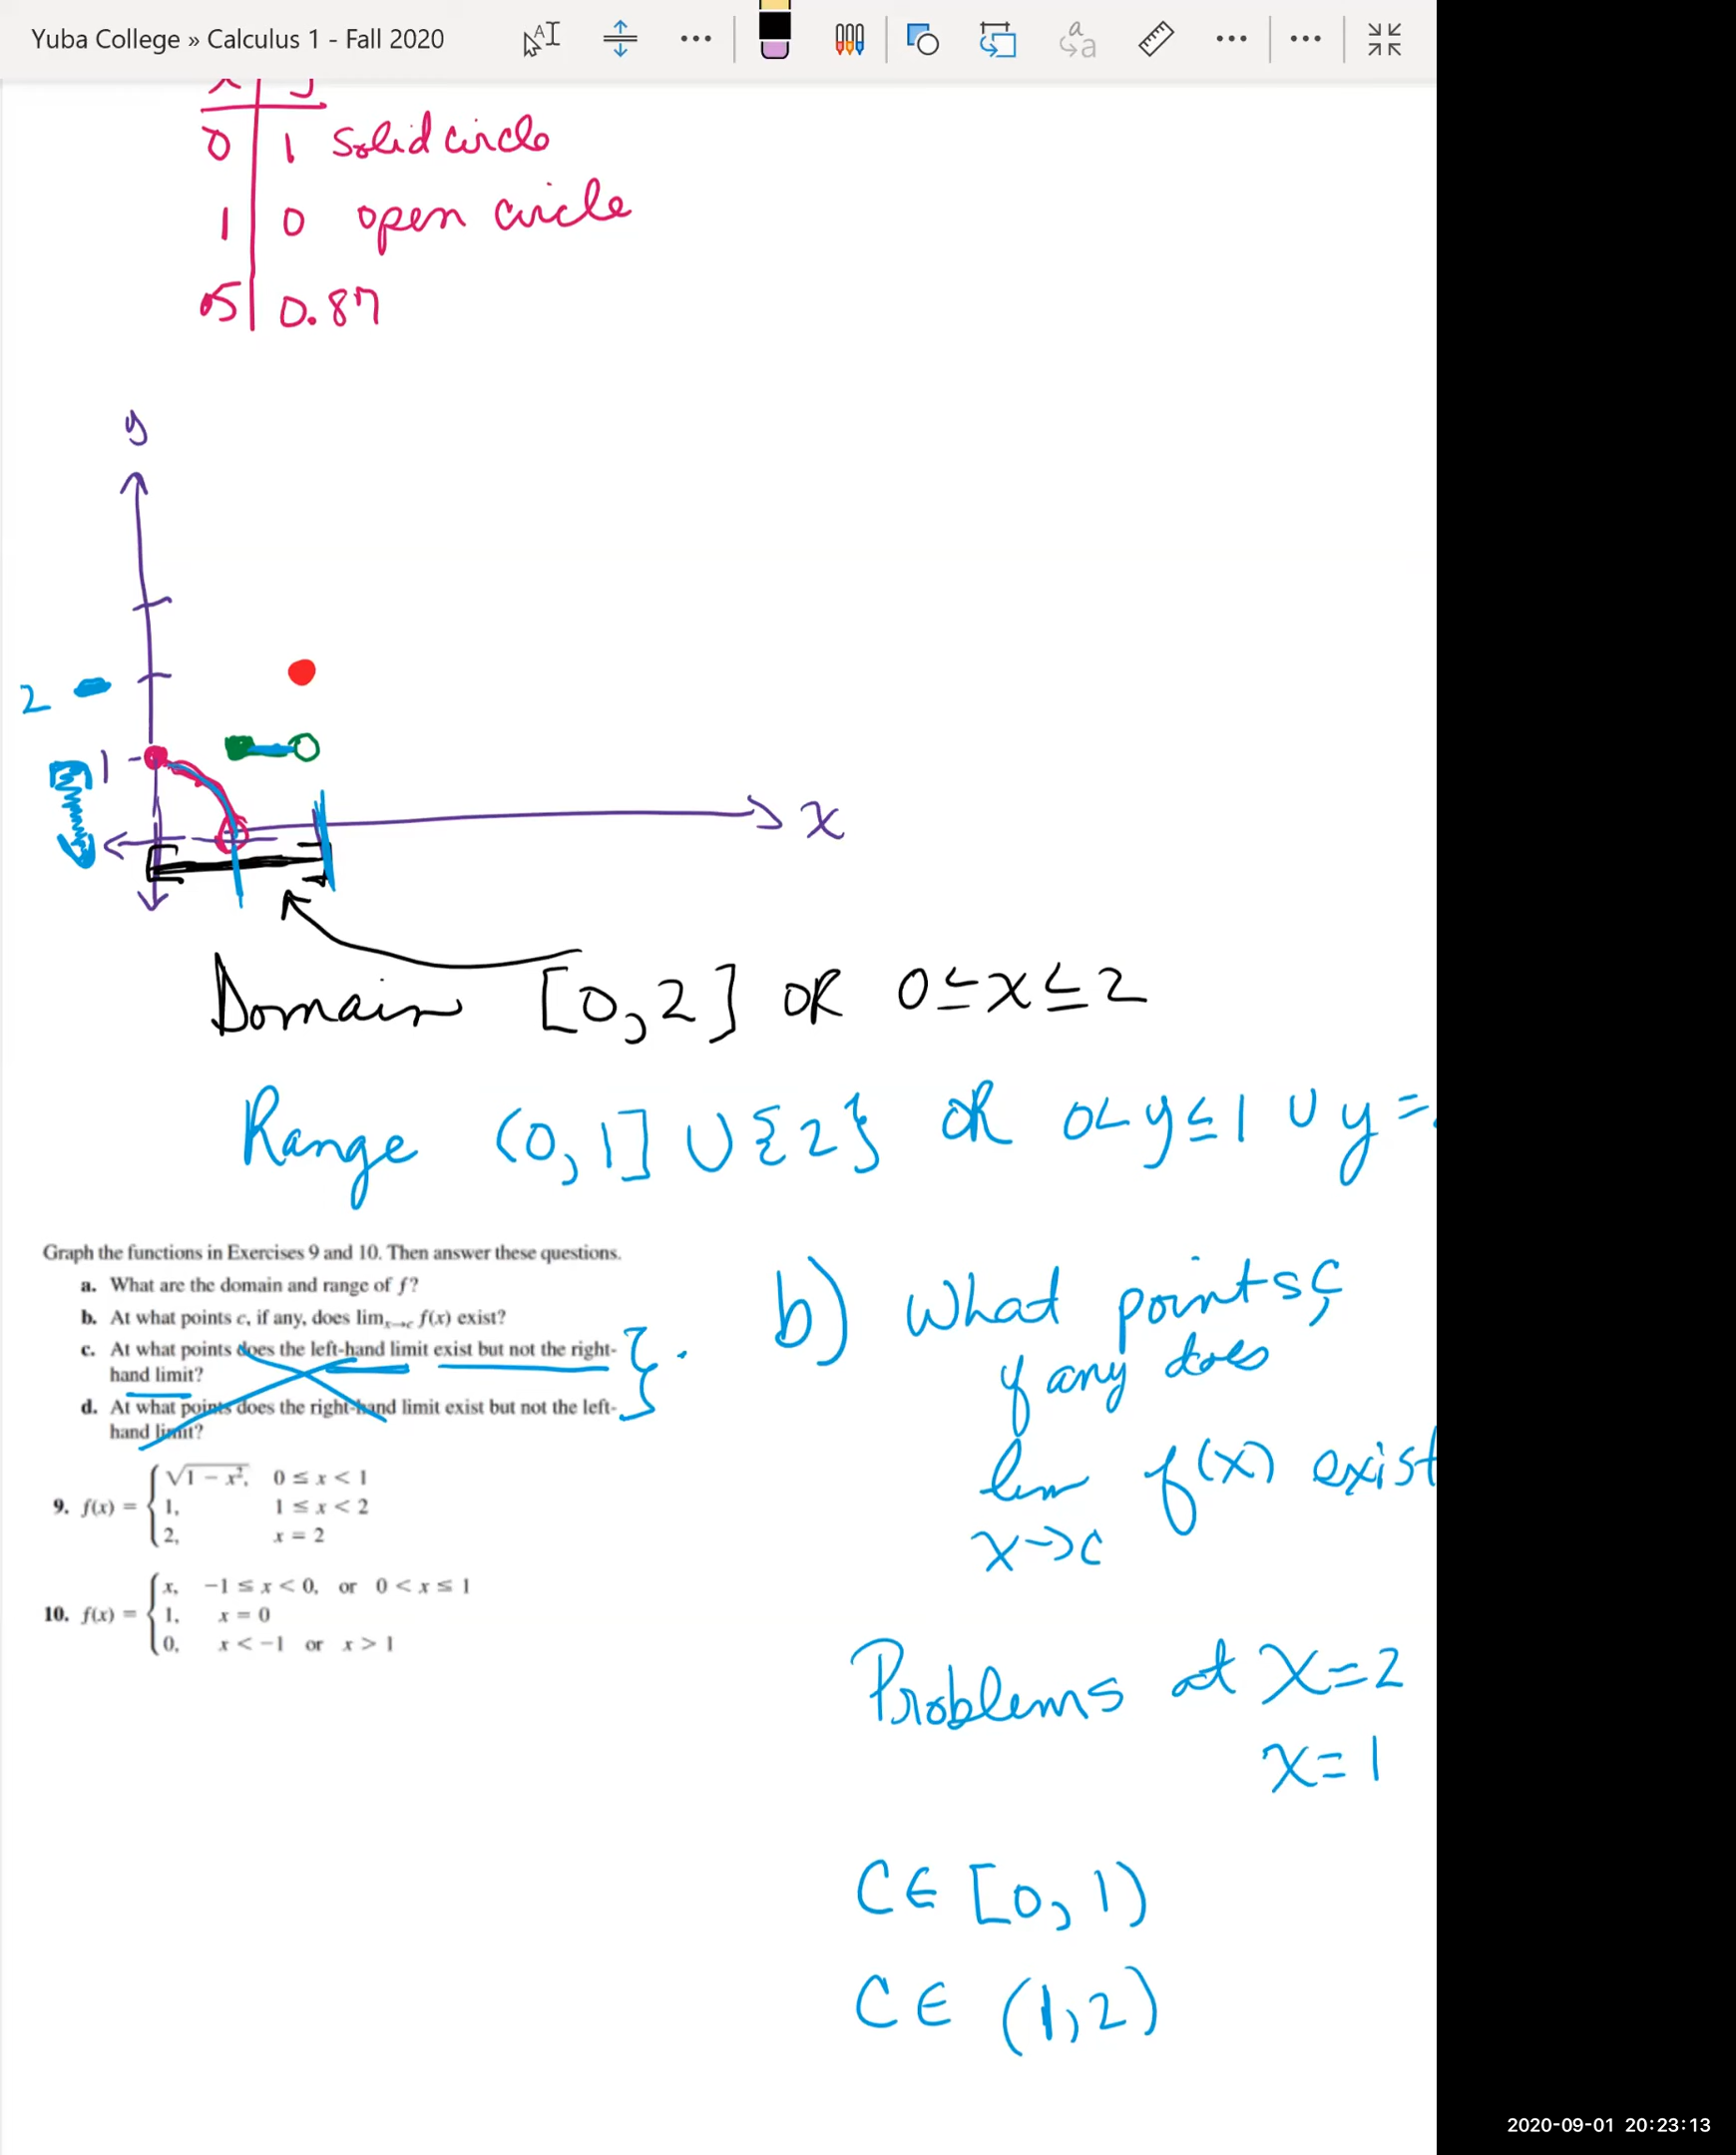 Yuba College » Calculus 1 - Fall 2020
x y
0 1 solid circle
1 0 open circle
.5 0.87
y
2
1
x
Domain [0,2] OR 0≤x≤2
Range (0,1] ∪ {2} OR 0<y≤1 ∪ y=
Graph the functions in Exercises 9 and 10. Then answer these questions.
a. What are the domain and range of f?
b. At what points c, if any, does lim x→c f(x) exist?
c. At what points does the left-hand limit exist but not the right-
hand limit?
d. At what points does the right-hand limit exist but not the left-
hand limit?
9. f(x) = { √1 − x², 0 ≤ x < 1
1, 1 ≤ x < 2
2, x = 2
10. f(x) = { x, −1 ≤ x < 0, or 0 < x ≤ 1
1, x = 0
0, x < −1 or x > 1
b) What points c
if any does
lim f(x) exist
x→c
Problems at x=2
x=1
C∈ [0,1)
C∈ (1,2)
2020-09-01 20:23:13